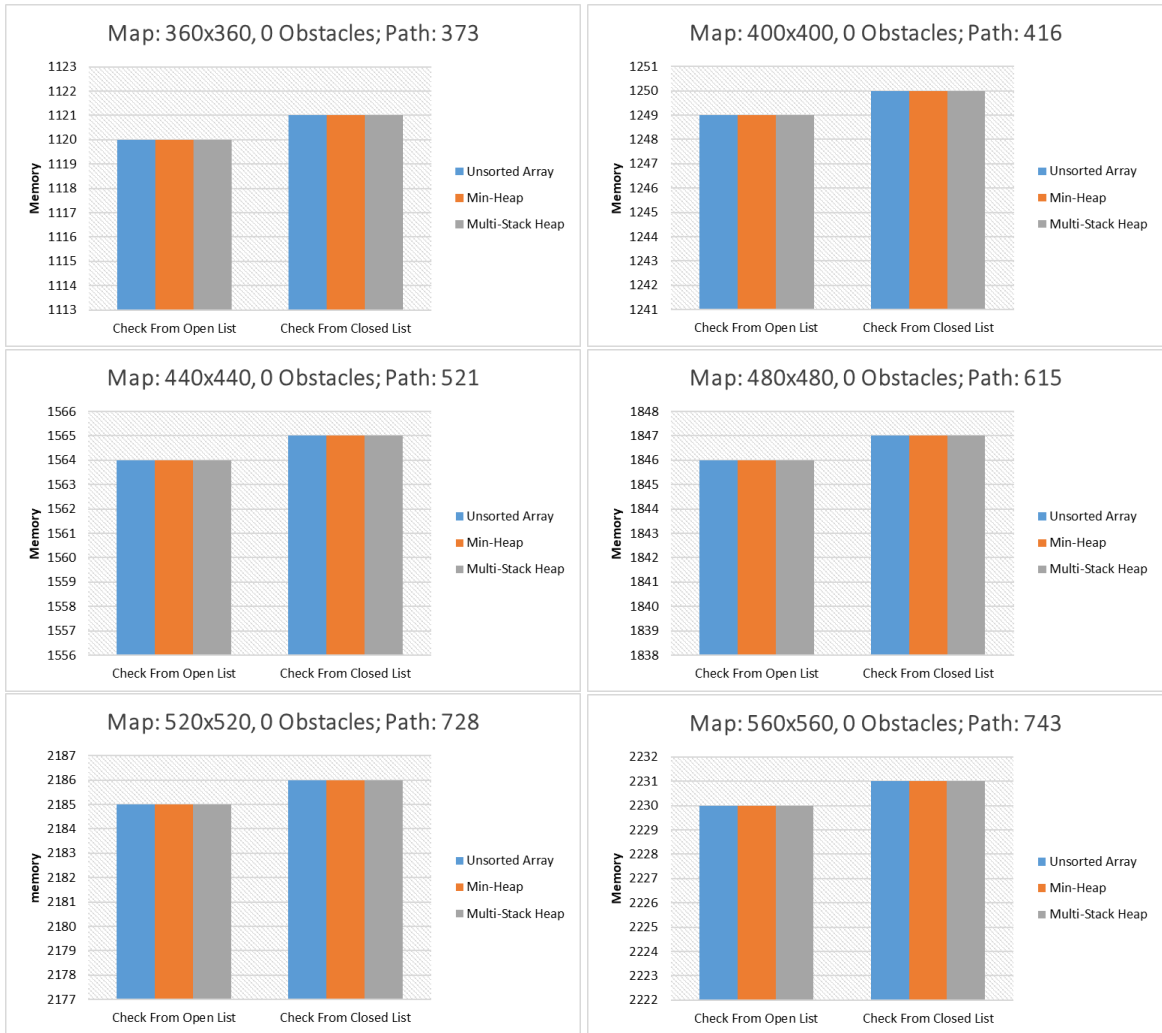 Map: 360x360, 0 Obstacles; Path: 373
1123
1122
1121
1120
1119
1118
1117
1116
1115
1114
1113
Memory
Check From Open List
Check From Closed List
Unsorted Array
Min-Heap
Multi-Stack Heap
Map: 400x400, 0 Obstacles; Path: 416
1251
1250
1249
1248
1247
1246
1245
1244
1243
1242
1241
Memory
Check From Open List
Check From Closed List
Unsorted Array
Min-Heap
Multi-Stack Heap
Map: 440x440, 0 Obstacles; Path: 521
1566
1565
1564
1563
1562
1561
1560
1559
1558
1557
1556
Memory
Check From Open List
Check From Closed List
Unsorted Array
Min-Heap
Multi-Stack Heap
Map: 480x480, 0 Obstacles; Path: 615
1848
1847
1846
1845
1844
1843
1842
1841
1840
1839
1838
Memory
Check From Open List
Check From Closed List
Unsorted Array
Min-Heap
Multi-Stack Heap
Map: 520x520, 0 Obstacles; Path: 728
2187
2186
2185
2184
2183
2182
2181
2180
2179
2178
2177
memory
Check From Open List
Check From Closed List
Unsorted Array
Min-Heap
Multi-Stack Heap
Map: 560x560, 0 Obstacles; Path: 743
2232
2231
2230
2229
2228
2227
2226
2225
2224
2223
2222
Memory
Check From Open List
Check From Closed List
Unsorted Array
Min-Heap
Multi-Stack Heap